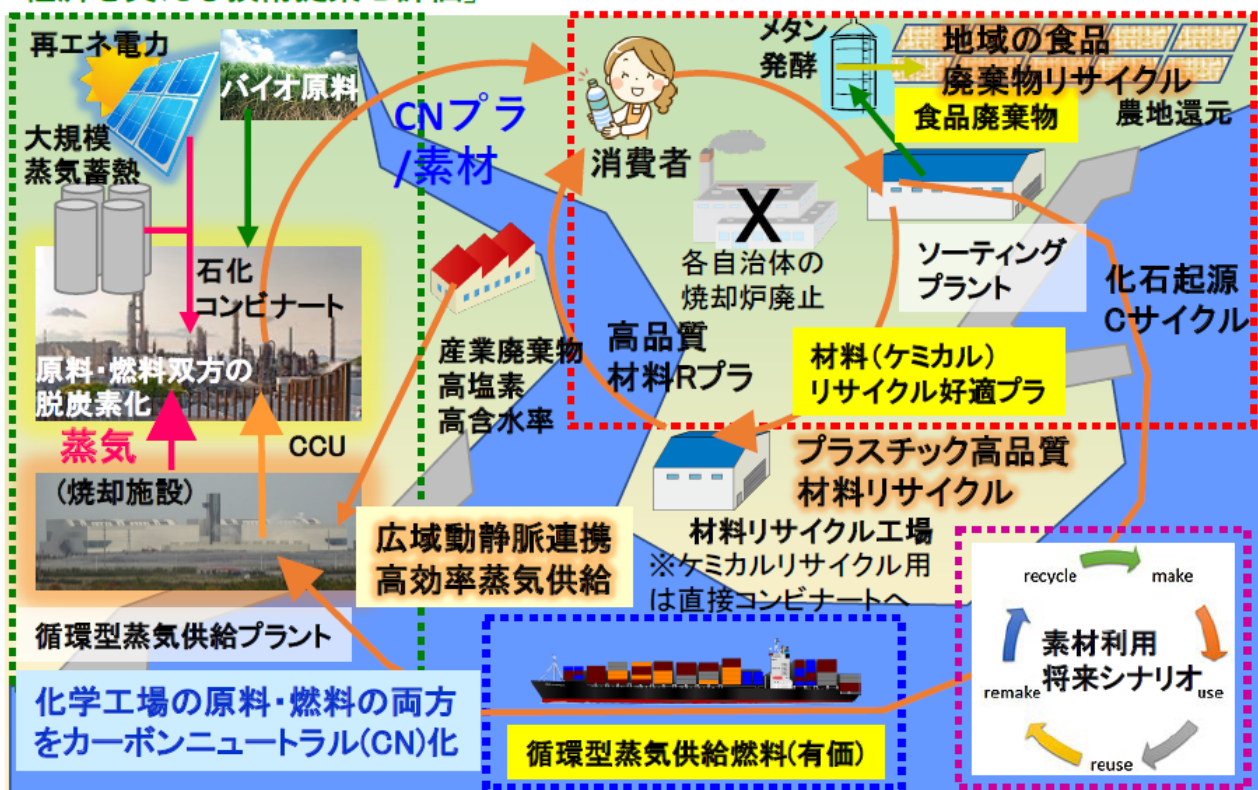 再エネ電力
バイオ原料
大規模
蒸気蓄熱
石化
コンビナート
原料・燃料双方の
脱炭素化
蒸気
CCU
(焼却施設)
循環型蒸気供給プラント
化学工場の原料・燃料の両方
をカーボンニュートラル(CN)化
CNプラ
/素材
産業廃棄物
高塩素
高含水率
広域動静脈連携
高効率蒸気供給
消費者
メタン
発酵
地域の食品
廃棄物リサイクル
食品廃棄物
農地還元
X
各自治体の
焼却炉廃止
ソーティング
プラント
化石起源
Cサイクル
高品質
材料Rプラ
材料(ケミカル)
リサイクル好適プラ
プラスチック高品質
材料リサイクル
材料リサイクル工場
※ケミカルリサイクル用
は直接コンビナートへ
循環型蒸気供給燃料(有価)
recycle
make
素材利用
将来シナリオ
remake
use
reuse